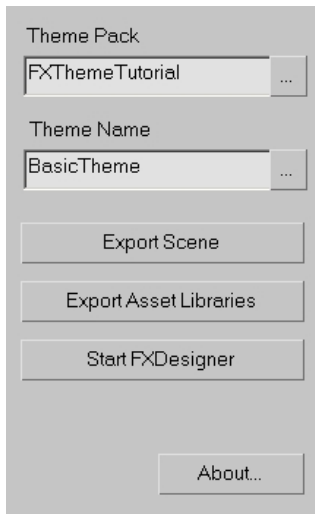 Theme Pack
FXThemeTutorial
...
Theme Name
BasicTheme
...
Export Scene
Export Asset Libraries
Start FXDesigner
About...